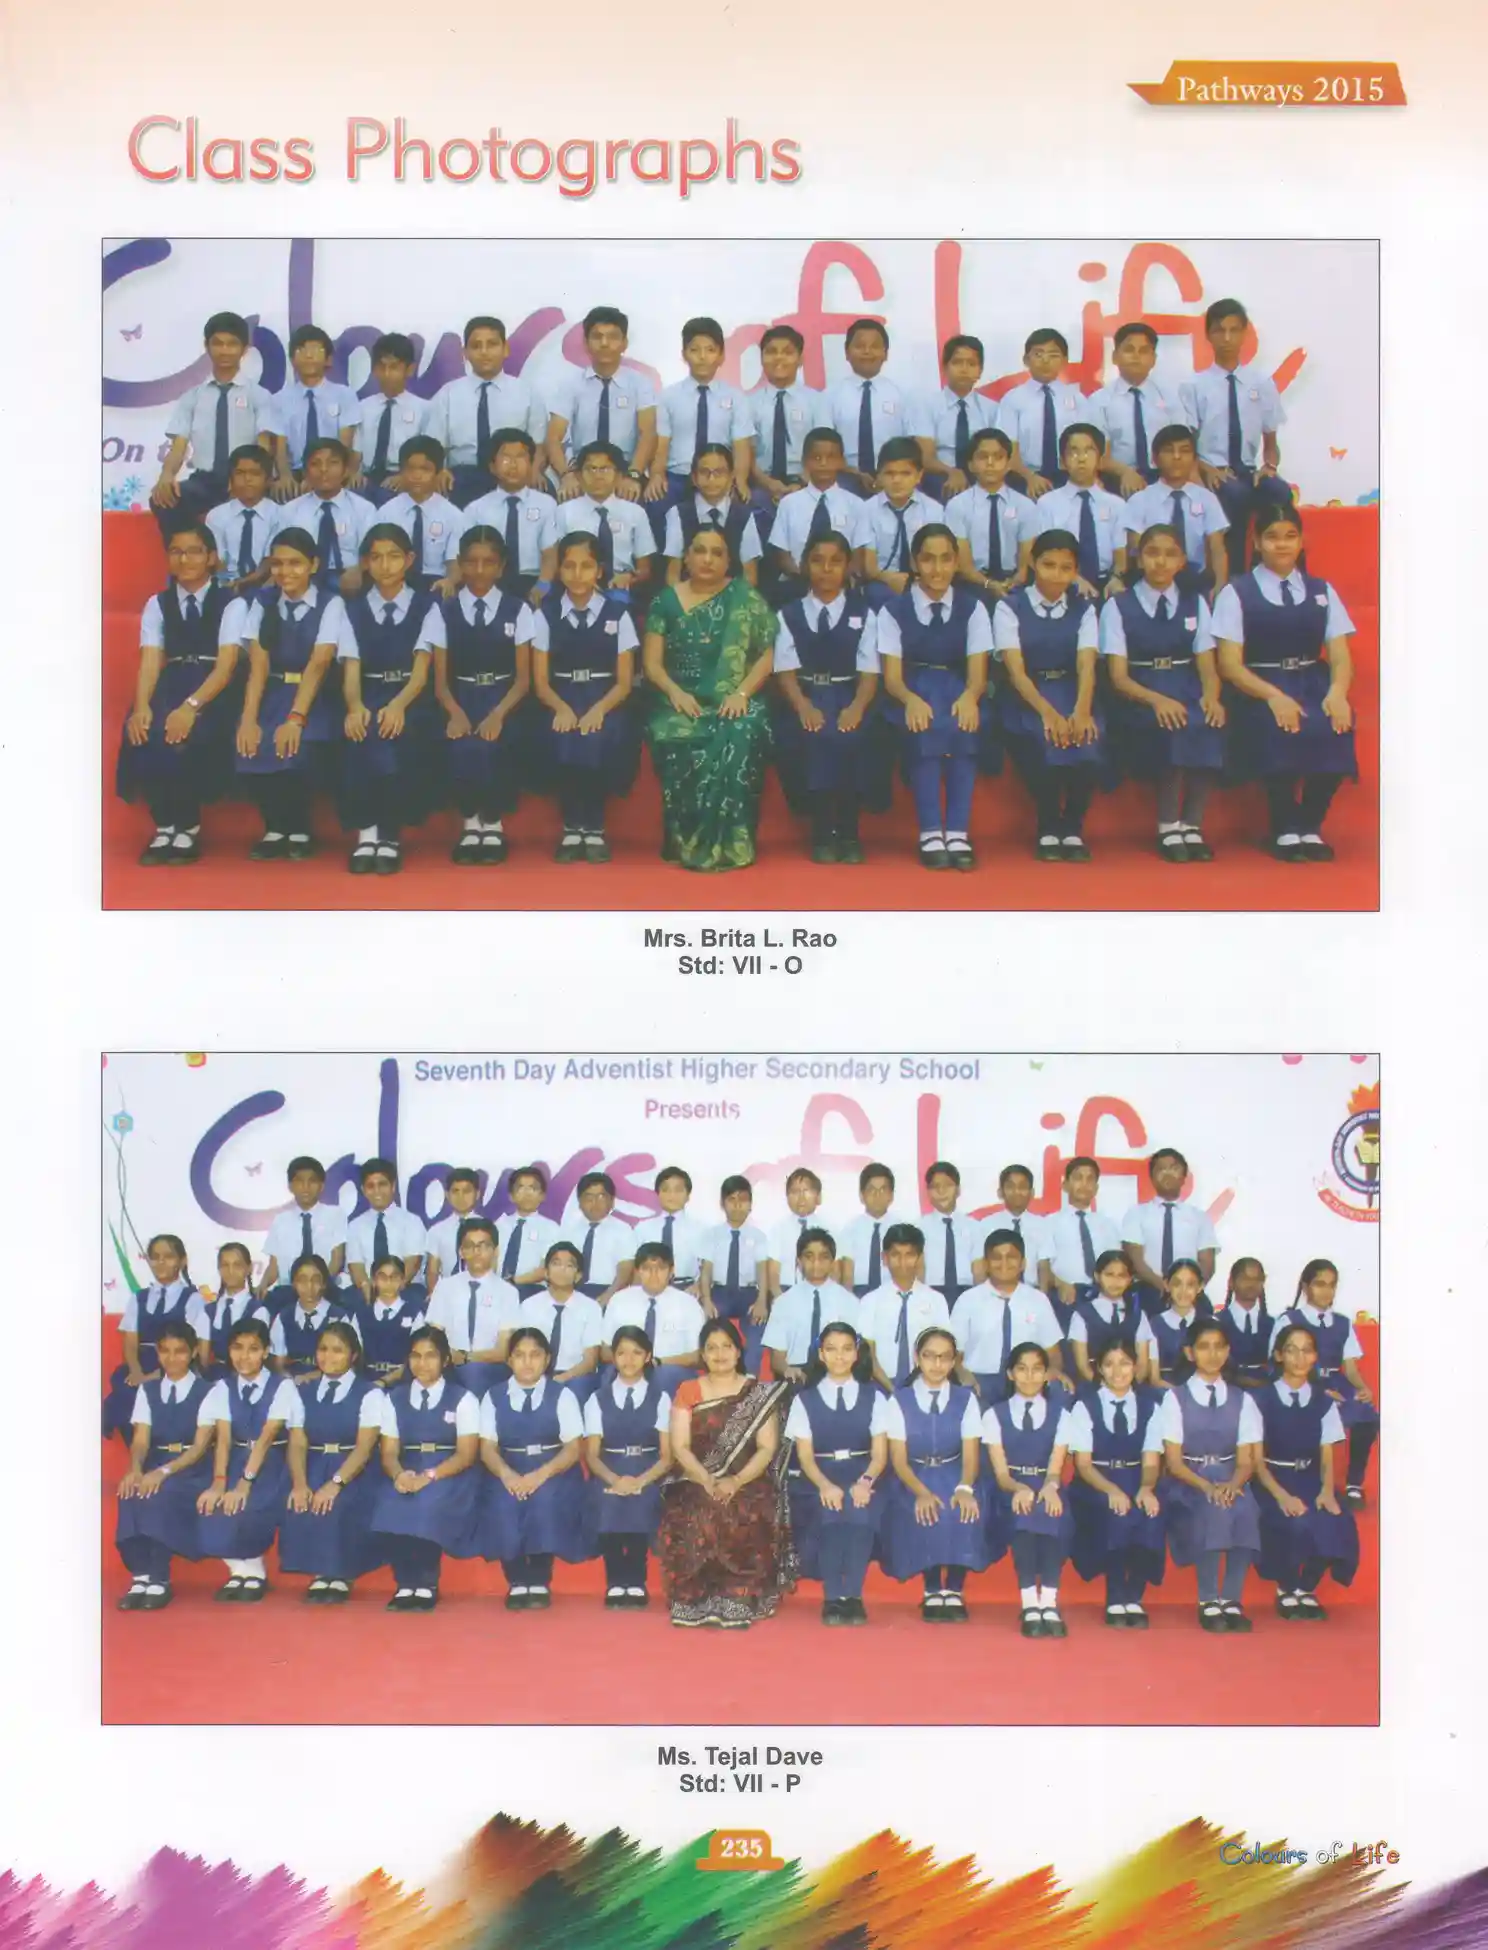 Pathways 2015
Class Photographs
Colours of Life
On
Mrs. Brita L. Rao
Std: VII - O
Seventh Day Adventist Higher Secondary School
Presents
Colours of Life
Ms. Tejal Dave
Std: VII - P
235
Colours of Life